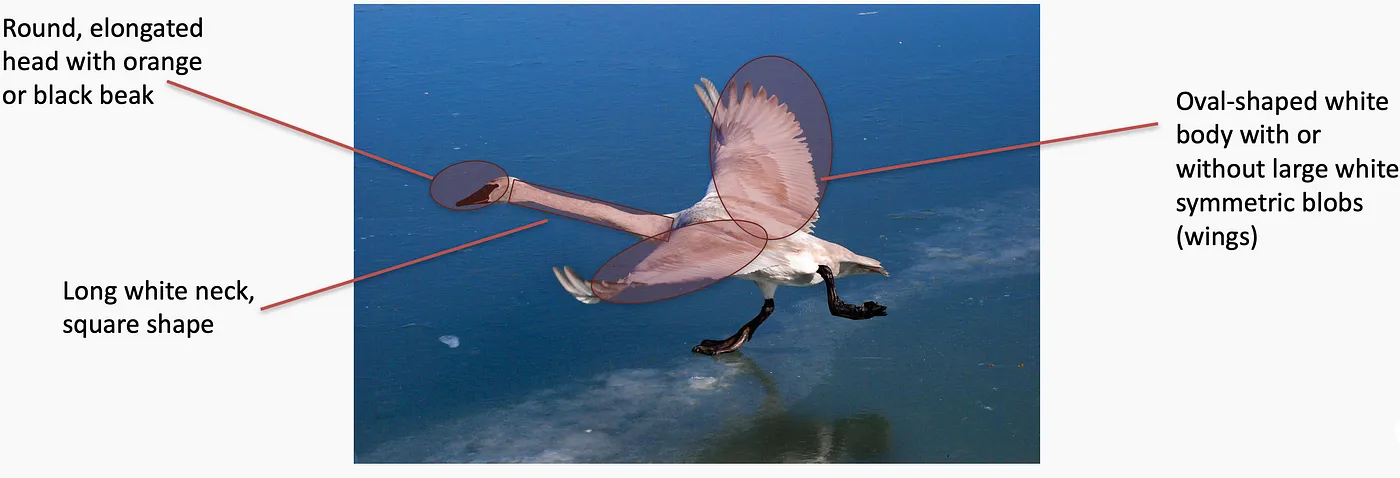 Round, elongated
head with orange
or black beak
Long white neck,
square shape
Oval-shaped white
body with or
without large white
symmetric blobs
(wings)